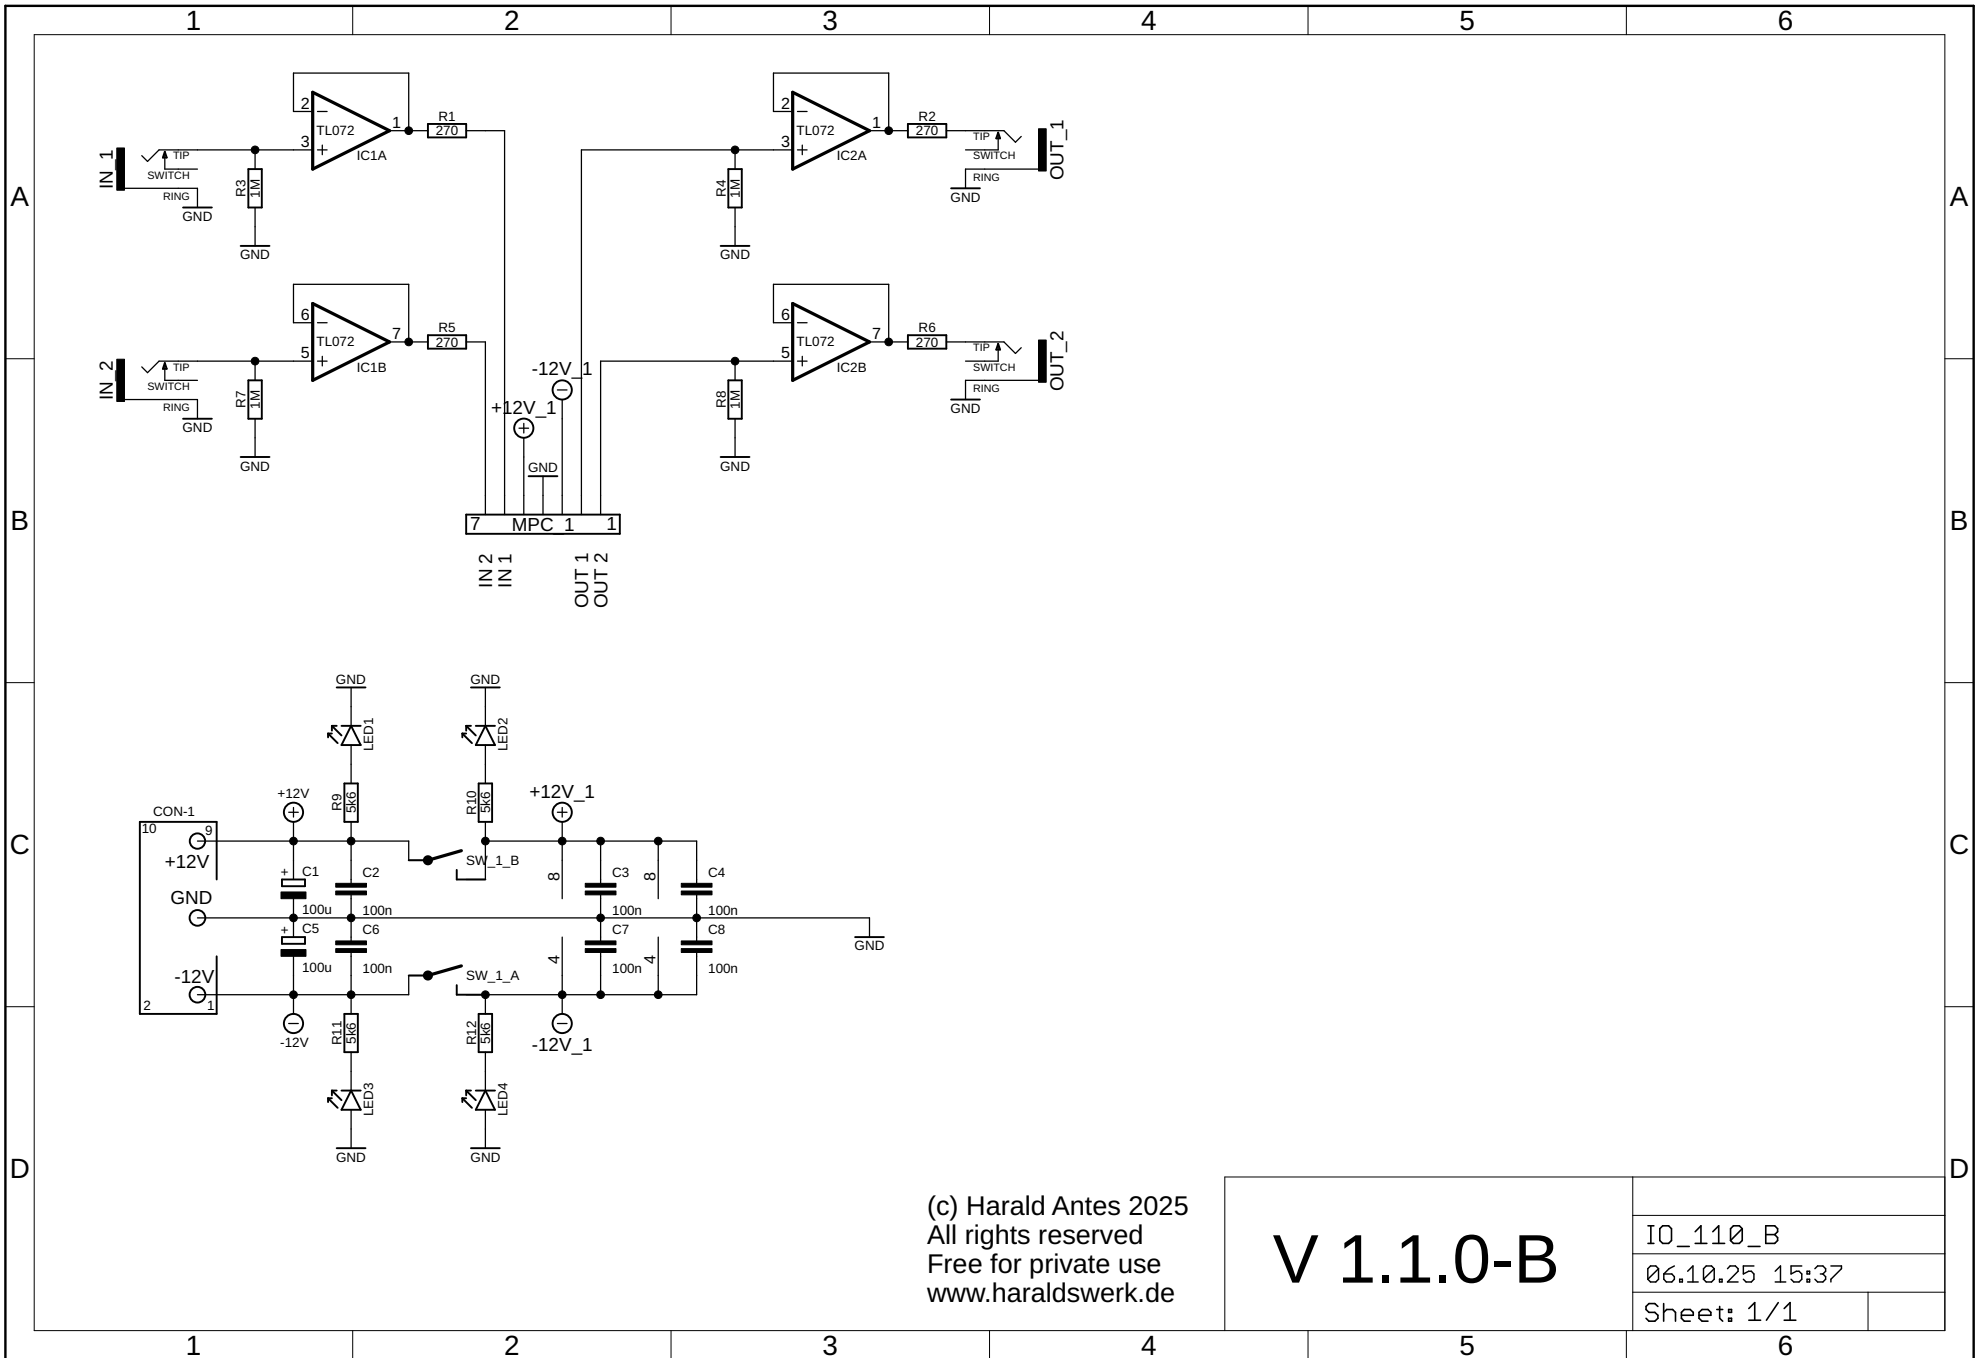 1 2 3 4 5 6
A A
IN_1
TIP
SWITCH
RING
GND
R3
1M
GND
2
3
TL072
1
IC1A
R1
270
2
3
TL072
1
IC2A
R2
270
R4
1M
GND
TIP
SWITCH
RING
GND
OUT_1
IN_2
TIP
SWITCH
RING
GND
R7
1M
GND
6
5
TL072
7
IC1B
R5
270
6
5
TL072
7
IC2B
R6
270
R8
1M
GND
TIP
SWITCH
RING
GND
OUT_2
-12V_1
+12V_1
GND
B B
7 MPC_1 1
IN 2
IN 1
OUT 1
OUT 2
GND
LED1
R9
5k6
GND
LED2
R10
5k6
C C
CON-1
10
9
+12V
GND
-12V
2
1
+12V
+12V_1
SW_1_B
+
C1
100u
C2
100n
8
C3
100n
8
C4
100n
+
C5
100u
C6
100n
4
C7
100n
4
C8
100n
GND
SW_1_A
-12V
-12V_1
R11
5k6
LED3
GND
R12
5k6
LED4
GND
D D
(c) Harald Antes 2025
All rights reserved
Free for private use
www.haraldswerk.de
V 1.1.0-B
IO_110_B
06.10.25 15:37
Sheet: 1/1
1 2 3 4 5 6